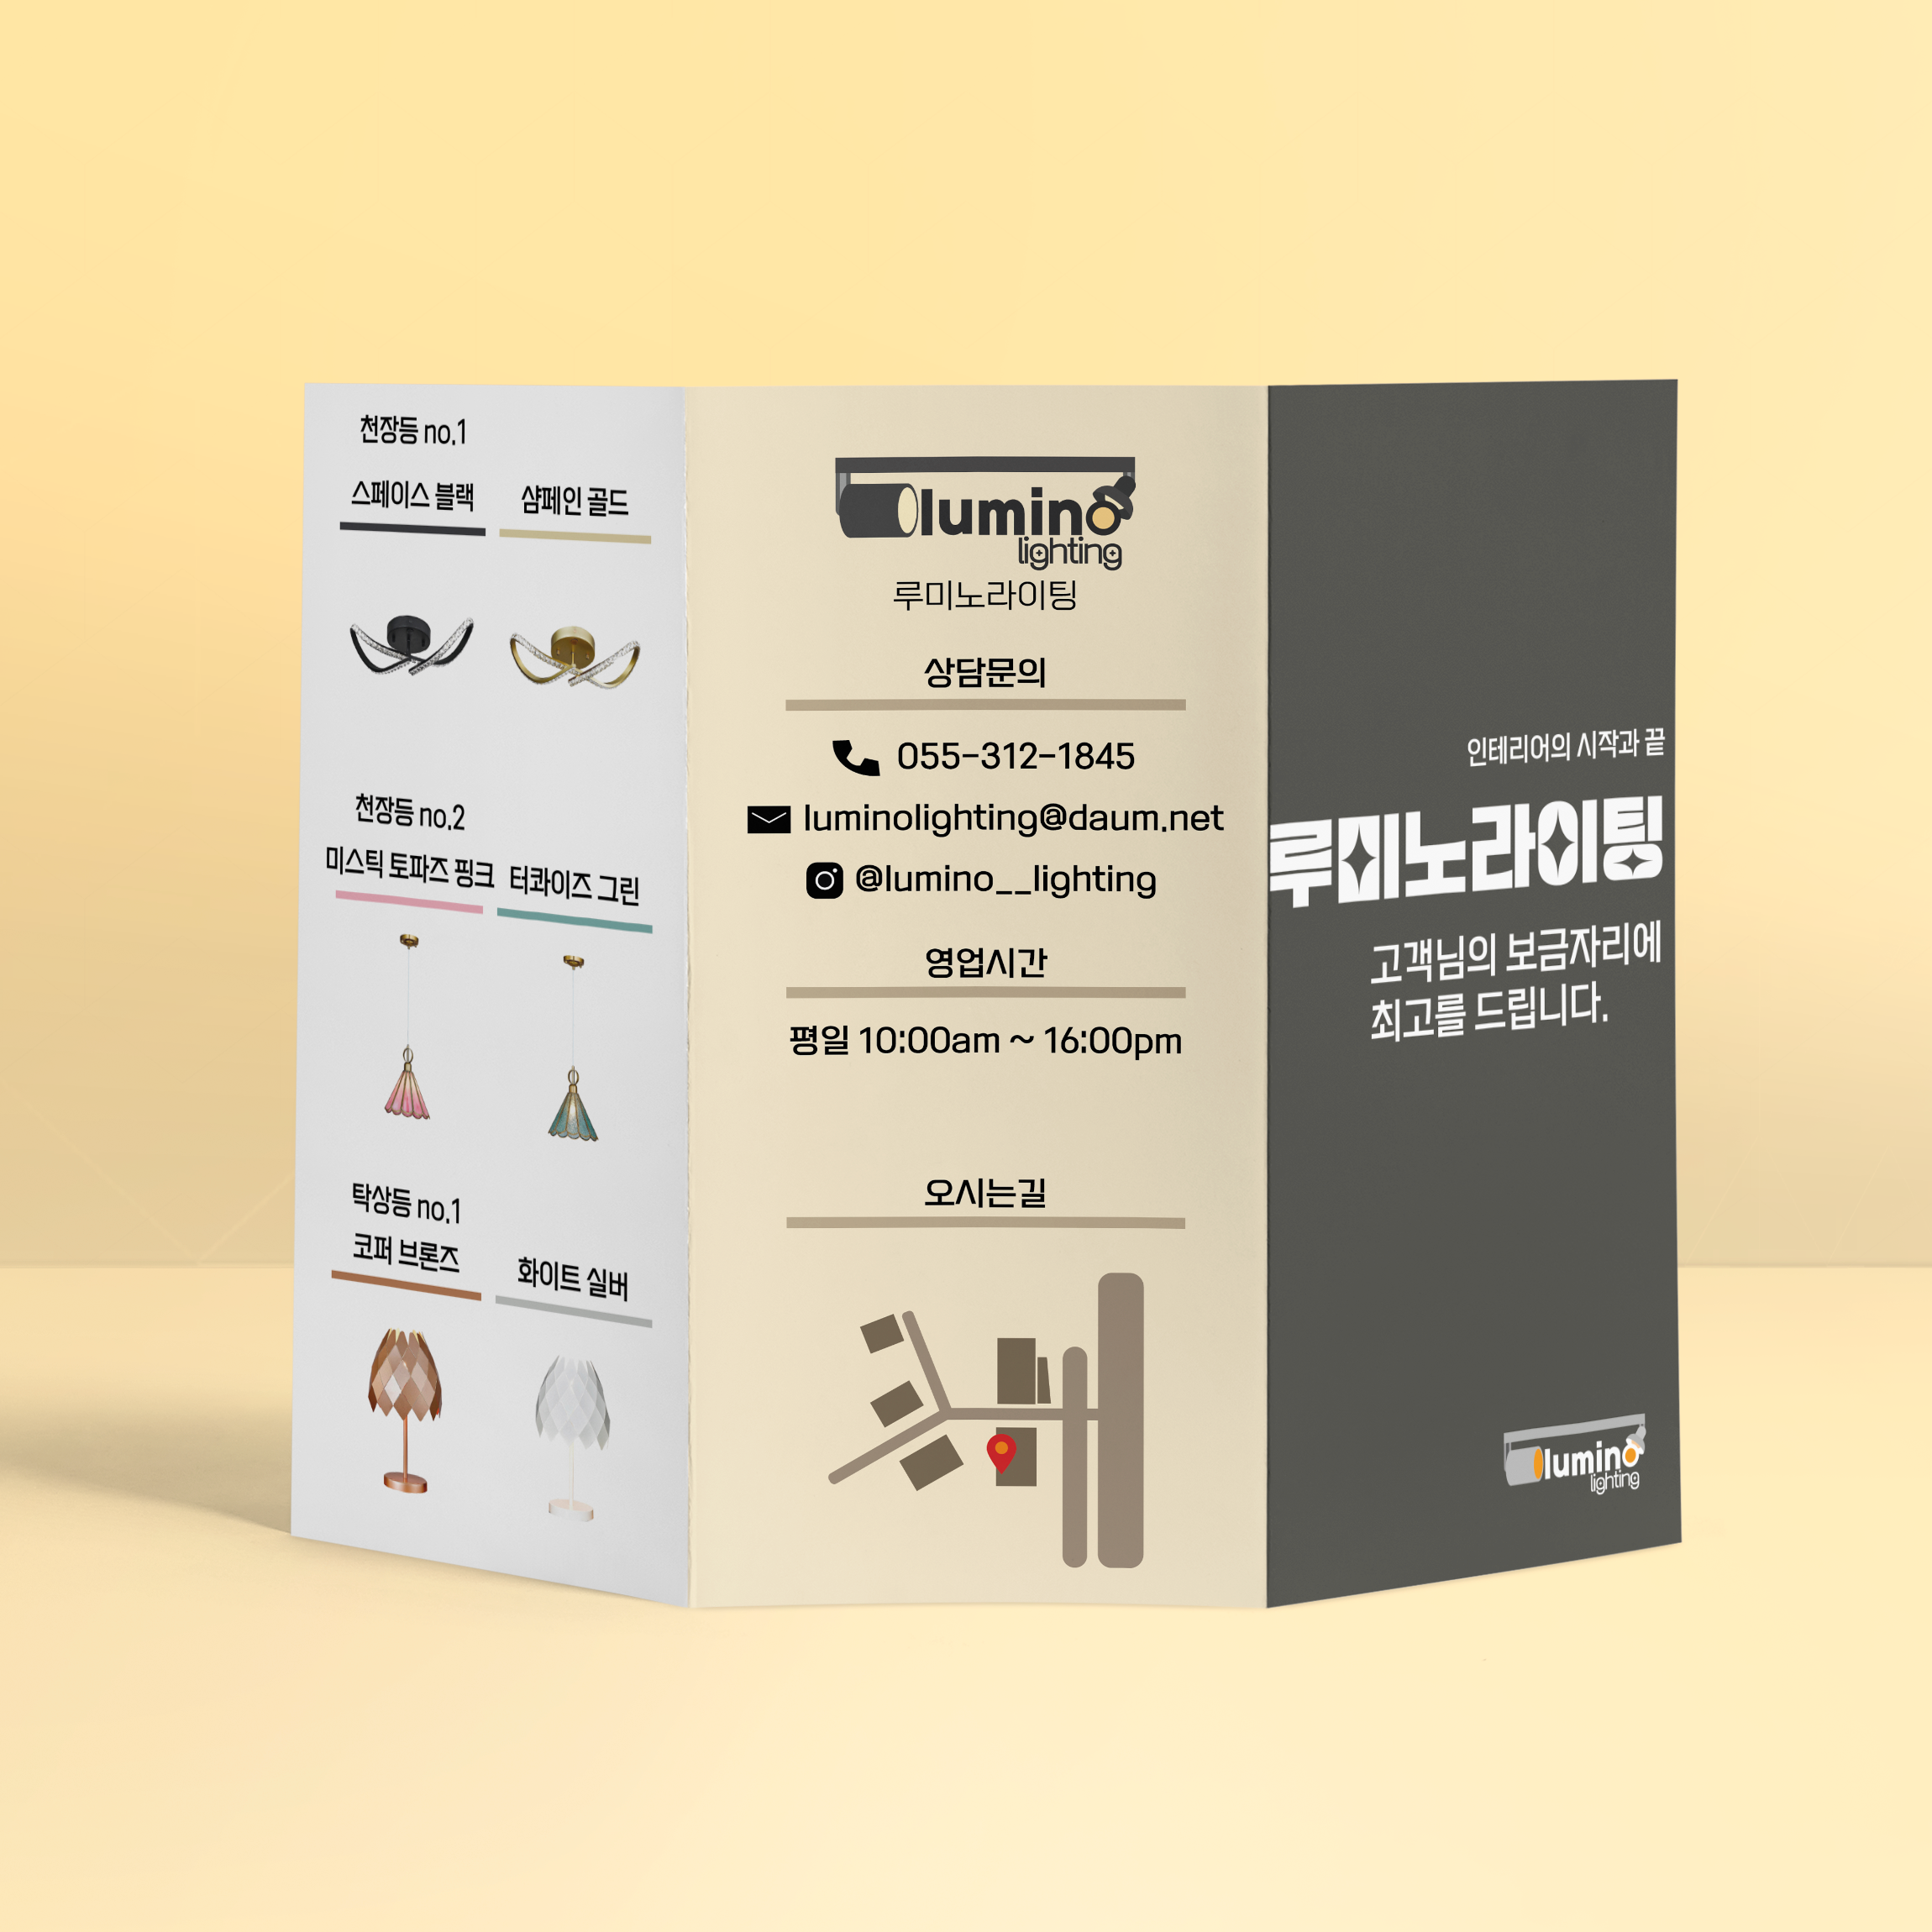 천장등 no.1
스페이스 블랙 샴페인 골드
천장등 no.2
미스틱 토파즈 핑크 터콰이즈 그린
탁상등 no.1
코퍼 브론즈 화이트 실버
lumino
lighting
루미노라이팅
상담문의
055-312-1845
luminolighting@daum.net
@lumino__lighting
영업시간
평일 10:00am ~ 16:00pm
오시는길
인테리어의 시작과 끝
루미노라이팅
고객님의 보금자리에
최고를 드립니다.
lumino
lighting